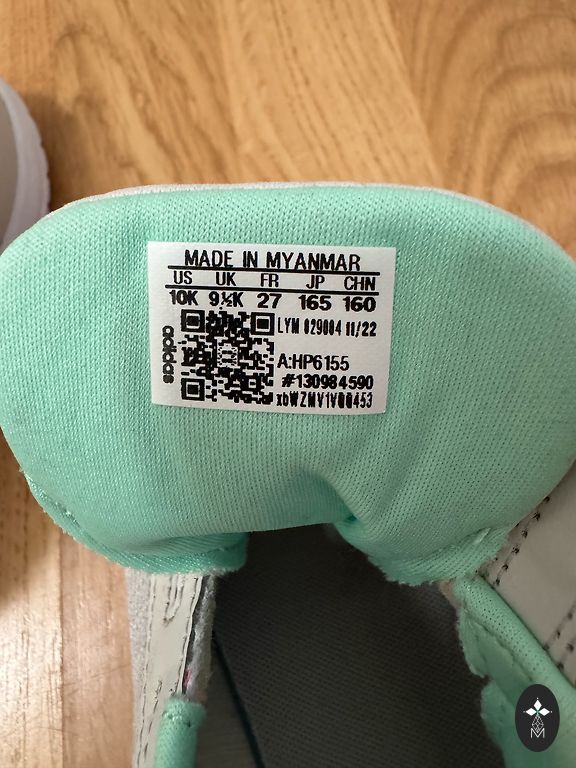 MADE IN MYANMAR
US UK FR JP CHN
10K 9½K 27 165 160
LYM 029004 11/22
A:HP6155
#130984590
xbWZMV1VQ0453
adidas
M